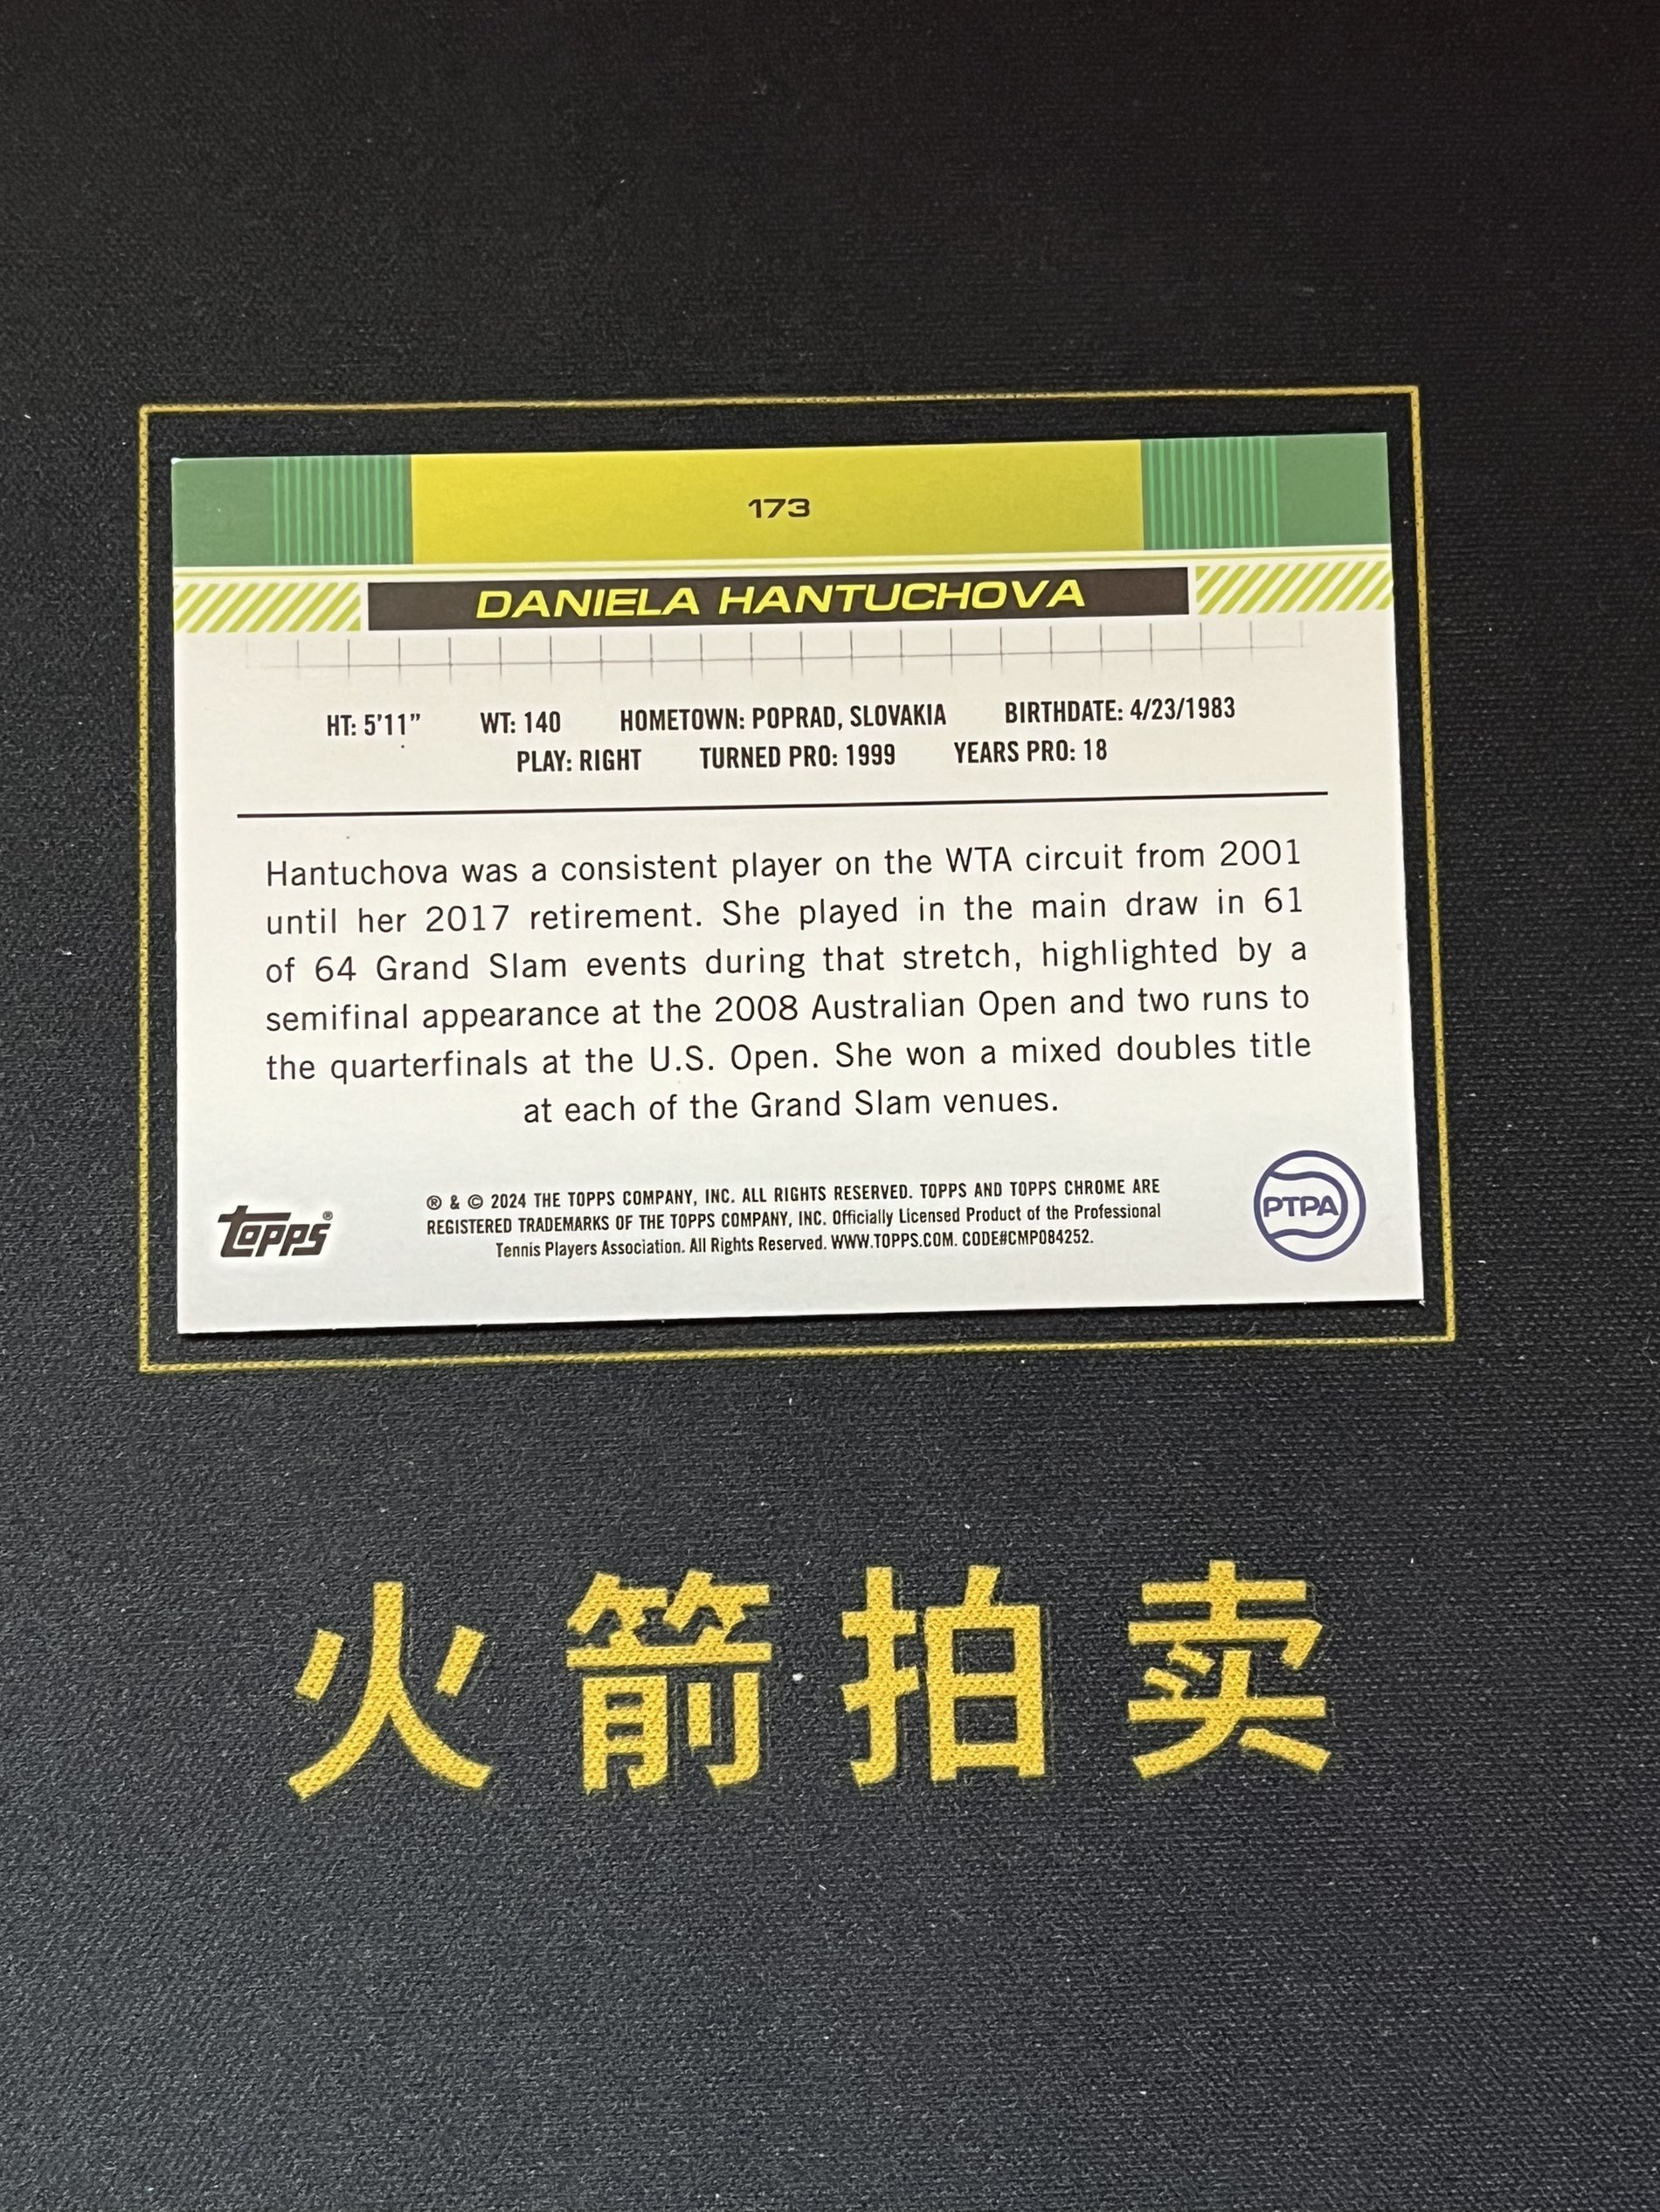 173
DANIELA HANTUCHOVA
HT: 5'11" WT: 140 HOMETOWN: POPRAD, SLOVAKIA BIRTHDATE: 4/23/1983
PLAY: RIGHT TURNED PRO: 1999 YEARS PRO: 18
Hantuchova was a consistent player on the WTA circuit from 2001
until her 2017 retirement. She played in the main draw in 61
of 64 Grand Slam events during that stretch, highlighted by a
semifinal appearance at the 2008 Australian Open and two runs to
the quarterfinals at the U.S. Open. She won a mixed doubles title
at each of the Grand Slam venues.
topps®
® & © 2024 THE TOPPS COMPANY, INC. ALL RIGHTS RESERVED. TOPPS AND TOPPS CHROME ARE
REGISTERED TRADEMARKS OF THE TOPPS COMPANY, INC. Officially Licensed Product of the Professional
Tennis Players Association. All Rights Reserved. WWW.TOPPS.COM. CODE#CMP084252.
PTPA
火箭拍卖